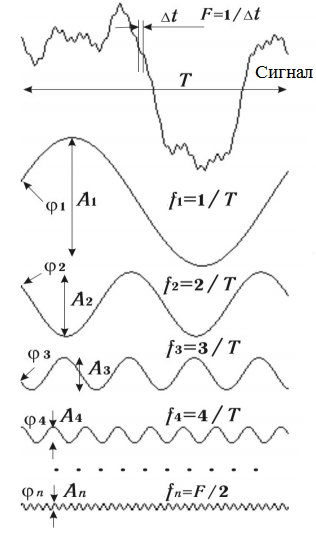 Δt F=1/Δt
T Сигнал
φ1 A1 f1=1/T
φ2 A2 f2=2/T
φ3 A3 f3=3/T
φ4 A4 f4=4/T
φn An fn=F/2